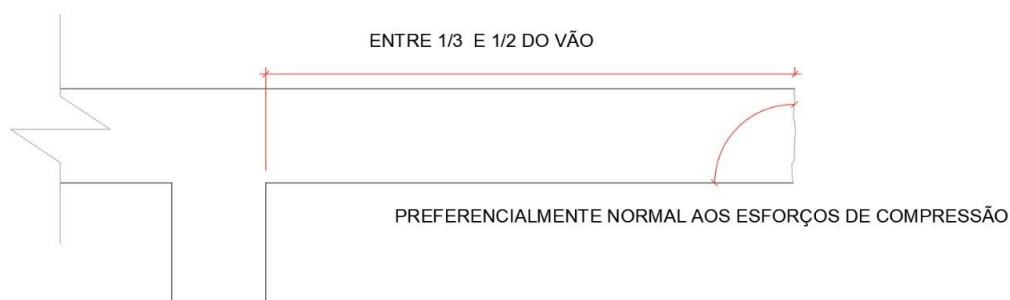 ENTRE 1/3 E 1/2 DO VÃO
PREFERENCIALMENTE NORMAL AOS ESFORÇOS DE COMPRESSÃO